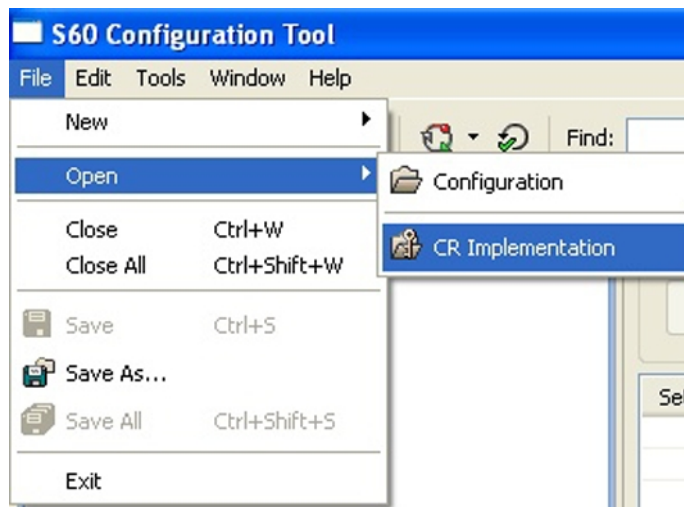 S60 Configuration Tool
File Edit Tools Window Help
New
Find:
Open
Configuration
Close Ctrl+W
CR Implementation
Close All Ctrl+Shift+W
Save Ctrl+S
Save As...
Save All Ctrl+Shift+S
Exit